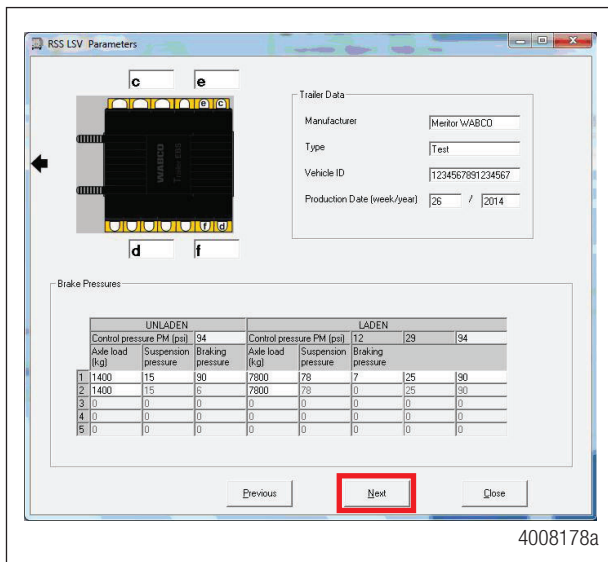 RSS LSV Parameters
c e
e c
WABCO
Trailer EBS
f d
d f
Trailer Data
Manufacturer Meritor WABCO
Type Test
Vehicle ID 1234567891234567
Production Date (week/year) 26 / 2014
Brake Pressures
UNLADEN LADEN
Control pressure PM (psi) 94 Control pressure PM (psi) 12 29 94
Axle load (kg) Suspension pressure Braking pressure Axle load (kg) Suspension pressure Braking pressure
1 1400 15 90 7800 78 7 25 90
2 1400 15 6 7800 78 0 25 90
3 0 0 0 0 0 0 0 0
4 0 0 0 0 0 0 0 0
5 0 0 0 0 0 0 0 0
Previous Next Close
4008178a